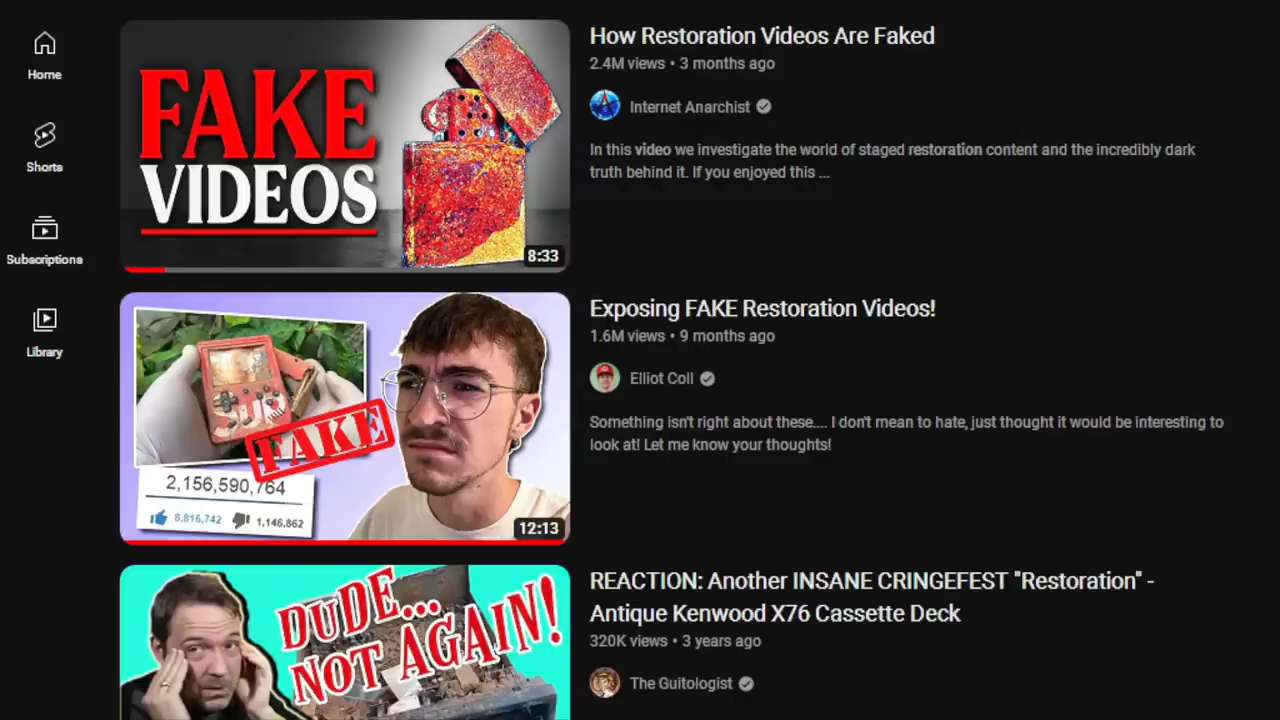 Home
Shorts
Subscriptions
Library
FAKE
VIDEOS
8:33
How Restoration Videos Are Faked
2.4M views • 3 months ago
Internet Anarchist
In this video we investigate the world of staged restoration content and the incredibly dark
truth behind it. If you enjoyed this ...
SUP
FAKE
2,156,590,764
8,816,742 1,146,862
12:13
Exposing FAKE Restoration Videos!
1.6M views • 9 months ago
Elliot Coll
Something isn't right about these.... I don't mean to hate, just thought it would be interesting to
look at! Let me know your thoughts!
DUDE...
NOT AGAIN!
REACTION: Another INSANE CRINGEFEST "Restoration" -
Antique Kenwood X76 Cassette Deck
320K views • 3 years ago
The Guitologist